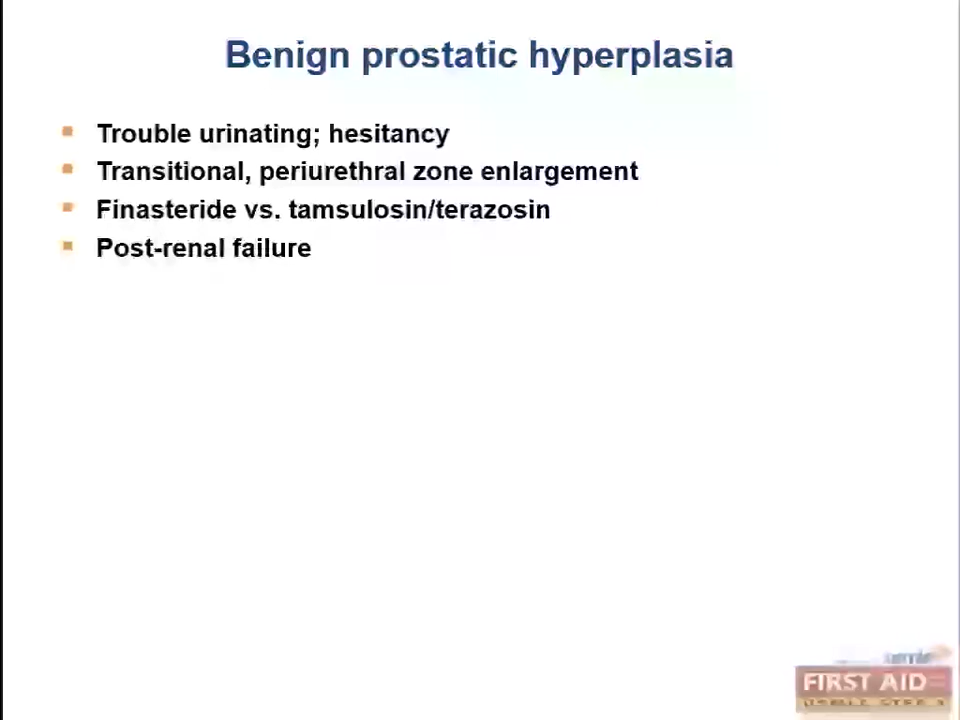 Benign prostatic hyperplasia
Trouble urinating; hesitancy
Transitional, periurethral zone enlargement
Finasteride vs. tamsulosin/terazosin
Post-renal failure
FIRST AID